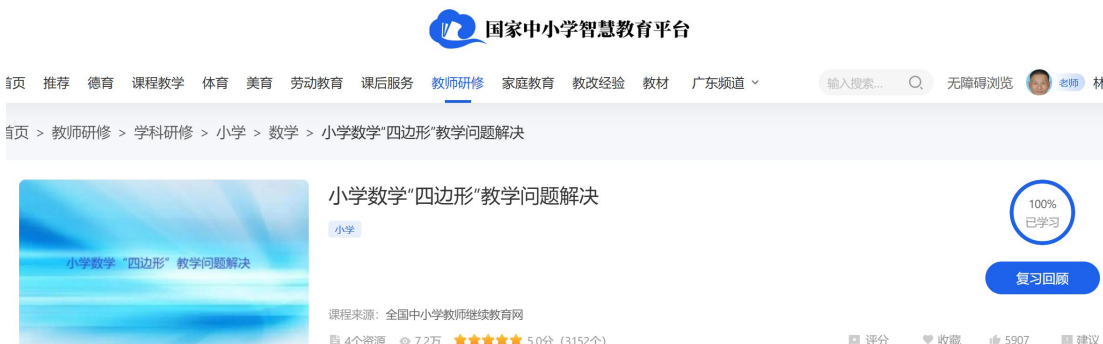 国家中小学智慧教育平台
首页 推荐 德育 课程教学 体育 美育 劳动教育 课后服务 教师研修 家庭教育 教改经验 教材 广东频道 输入搜索... 无障碍浏览 老师 林
首页 > 教师研修 > 学科研修 > 小学 > 数学 > 小学数学“四边形”教学问题解决
小学数学“四边形”教学问题解决
小学
100%
已学习
小学数学“四边形”教学问题解决
复习回顾
课程来源：全国中小学教师继续教育网
4个资源 7.2万 5.0分（3152个） 评分 收藏 5907 建议